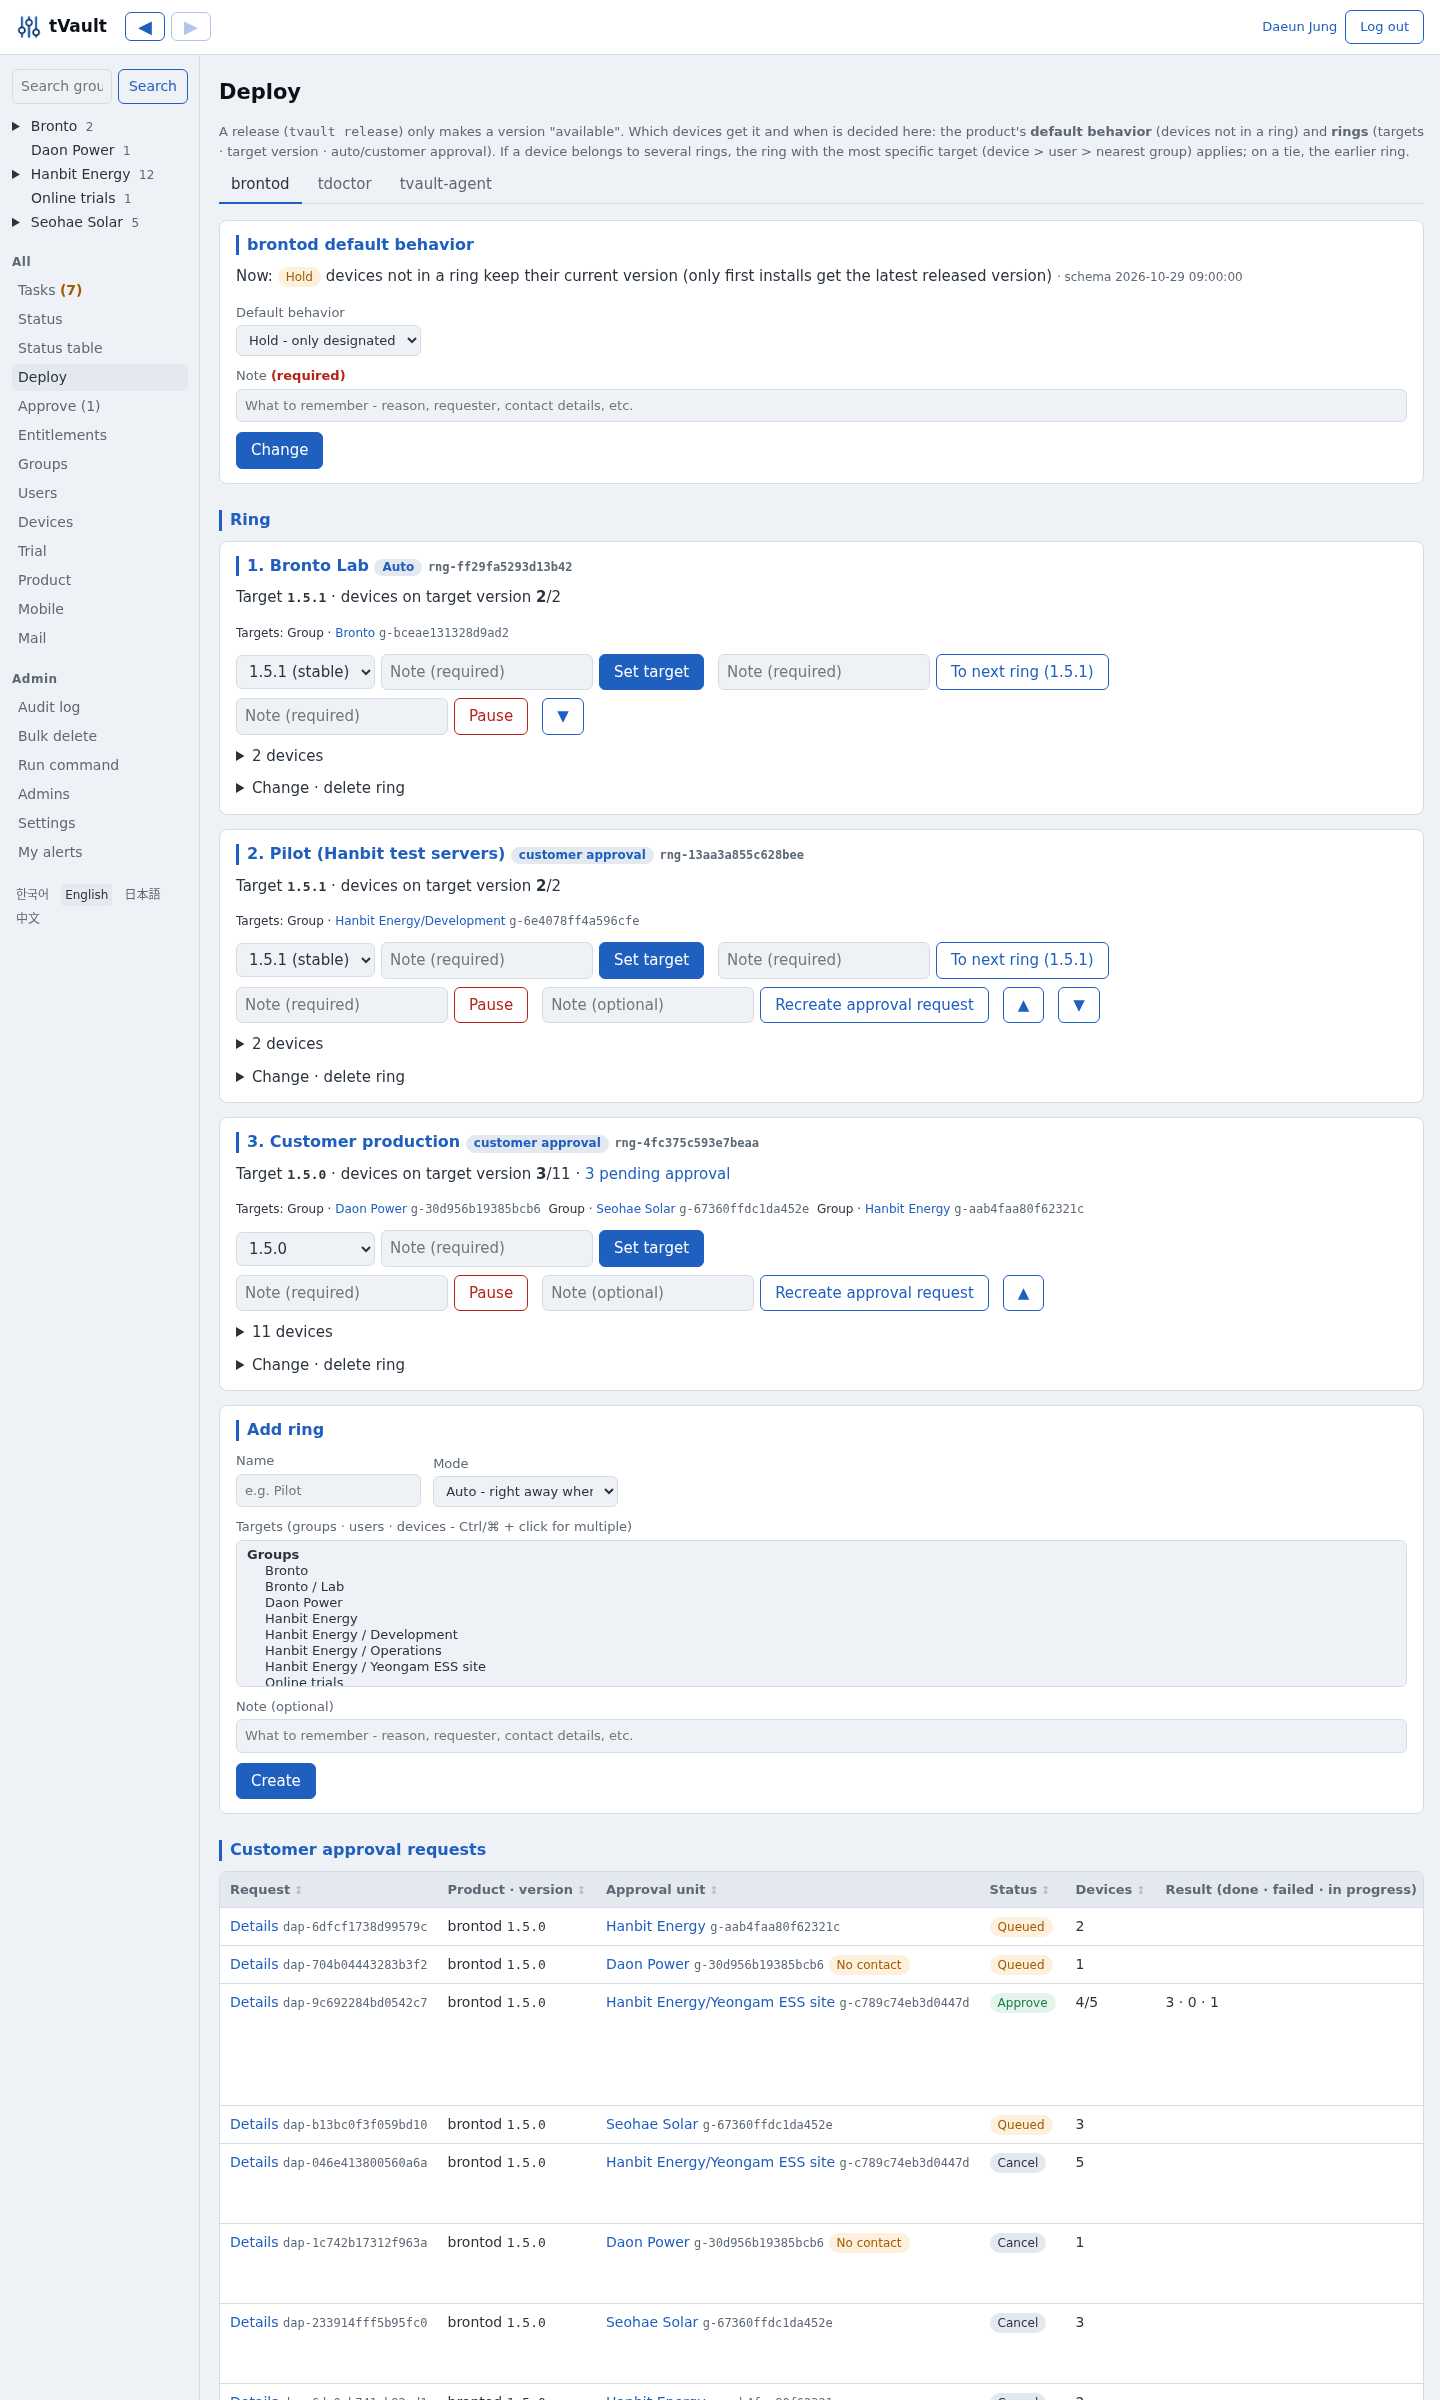 tVault ◀ ▶ Daeun Jung Log out
Search grou Search
▶ Bronto 2
Daon Power 1
▶ Hanbit Energy 12
Online trials 1
▶ Seohae Solar 5
All
Tasks (7)
Status
Status table
Deploy
Approve (1)
Entitlements
Groups
Users
Devices
Trial
Product
Mobile
Mail
Admin
Audit log
Bulk delete
Run command
Admins
Settings
My alerts
한국어 English 日本語
中文
Deploy
A release (tvault release) only makes a version "available". Which devices get it and when is decided here: the product's default behavior (devices not in a ring) and rings (targets
· target version · auto/customer approval). If a device belongs to several rings, the ring with the most specific target (device > user > nearest group) applies; on a tie, the earlier ring.
brontod tdoctor tvault-agent
brontod default behavior
Now: Hold devices not in a ring keep their current version (only first installs get the latest released version) · schema 2026-10-29 09:00:00
Default behavior
Hold - only designated
Note (required)
What to remember - reason, requester, contact details, etc.
Change
Ring
1. Bronto Lab Auto rng-ff29fa5293d13b42
Target 1.5.1 · devices on target version 2/2
Targets: Group · Bronto g-bceae131328d9ad2
1.5.1 (stable) Note (required) Set target Note (required) To next ring (1.5.1)
Note (required) Pause ▼
▶ 2 devices
▶ Change · delete ring
2. Pilot (Hanbit test servers) customer approval rng-13aa3a855c628bee
Target 1.5.1 · devices on target version 2/2
Targets: Group · Hanbit Energy/Development g-6e4078ff4a596cfe
1.5.1 (stable) Note (required) Set target Note (required) To next ring (1.5.1)
Note (required) Pause Note (optional) Recreate approval request ▲ ▼
▶ 2 devices
▶ Change · delete ring
3. Customer production customer approval rng-4fc375c593e7beaa
Target 1.5.0 · devices on target version 3/11 · 3 pending approval
Targets: Group · Daon Power g-30d956b19385bcb6 Group · Seohae Solar g-67360ffdc1da452e Group · Hanbit Energy g-aab4faa80f62321c
1.5.0 Note (required) Set target
Note (required) Pause Note (optional) Recreate approval request ▲
▶ 11 devices
▶ Change · delete ring
Add ring
Name Mode
e.g. Pilot Auto - right away wher
Targets (groups · users · devices - Ctrl/⌘ + click for multiple)
Groups
Bronto
Bronto / Lab
Daon Power
Hanbit Energy
Hanbit Energy / Development
Hanbit Energy / Operations
Hanbit Energy / Yeongam ESS site
Online trials
Note (optional)
What to remember - reason, requester, contact details, etc.
Create
Customer approval requests
Request ↕ Product · version ↕ Approval unit ↕ Status ↕ Devices ↕ Result (done · failed · in progress)
Details dap-6dfcf1738d99579c brontod 1.5.0 Hanbit Energy g-aab4faa80f62321c Queued 2
Details dap-704b04443283b3f2 brontod 1.5.0 Daon Power g-30d956b19385bcb6 No contact Queued 1
Details dap-9c692284bd0542c7 brontod 1.5.0 Hanbit Energy/Yeongam ESS site g-c789c74eb3d0447d Approve 4/5 3 · 0 · 1
Details dap-b13bc0f3f059bd10 brontod 1.5.0 Seohae Solar g-67360ffdc1da452e Queued 3
Details dap-046e413800560a6a brontod 1.5.0 Hanbit Energy/Yeongam ESS site g-c789c74eb3d0447d Cancel 5
Details dap-1c742b17312f963a brontod 1.5.0 Daon Power g-30d956b19385bcb6 No contact Cancel 1
Details dap-233914fff5b95fc0 brontod 1.5.0 Seohae Solar g-67360ffdc1da452e Cancel 3